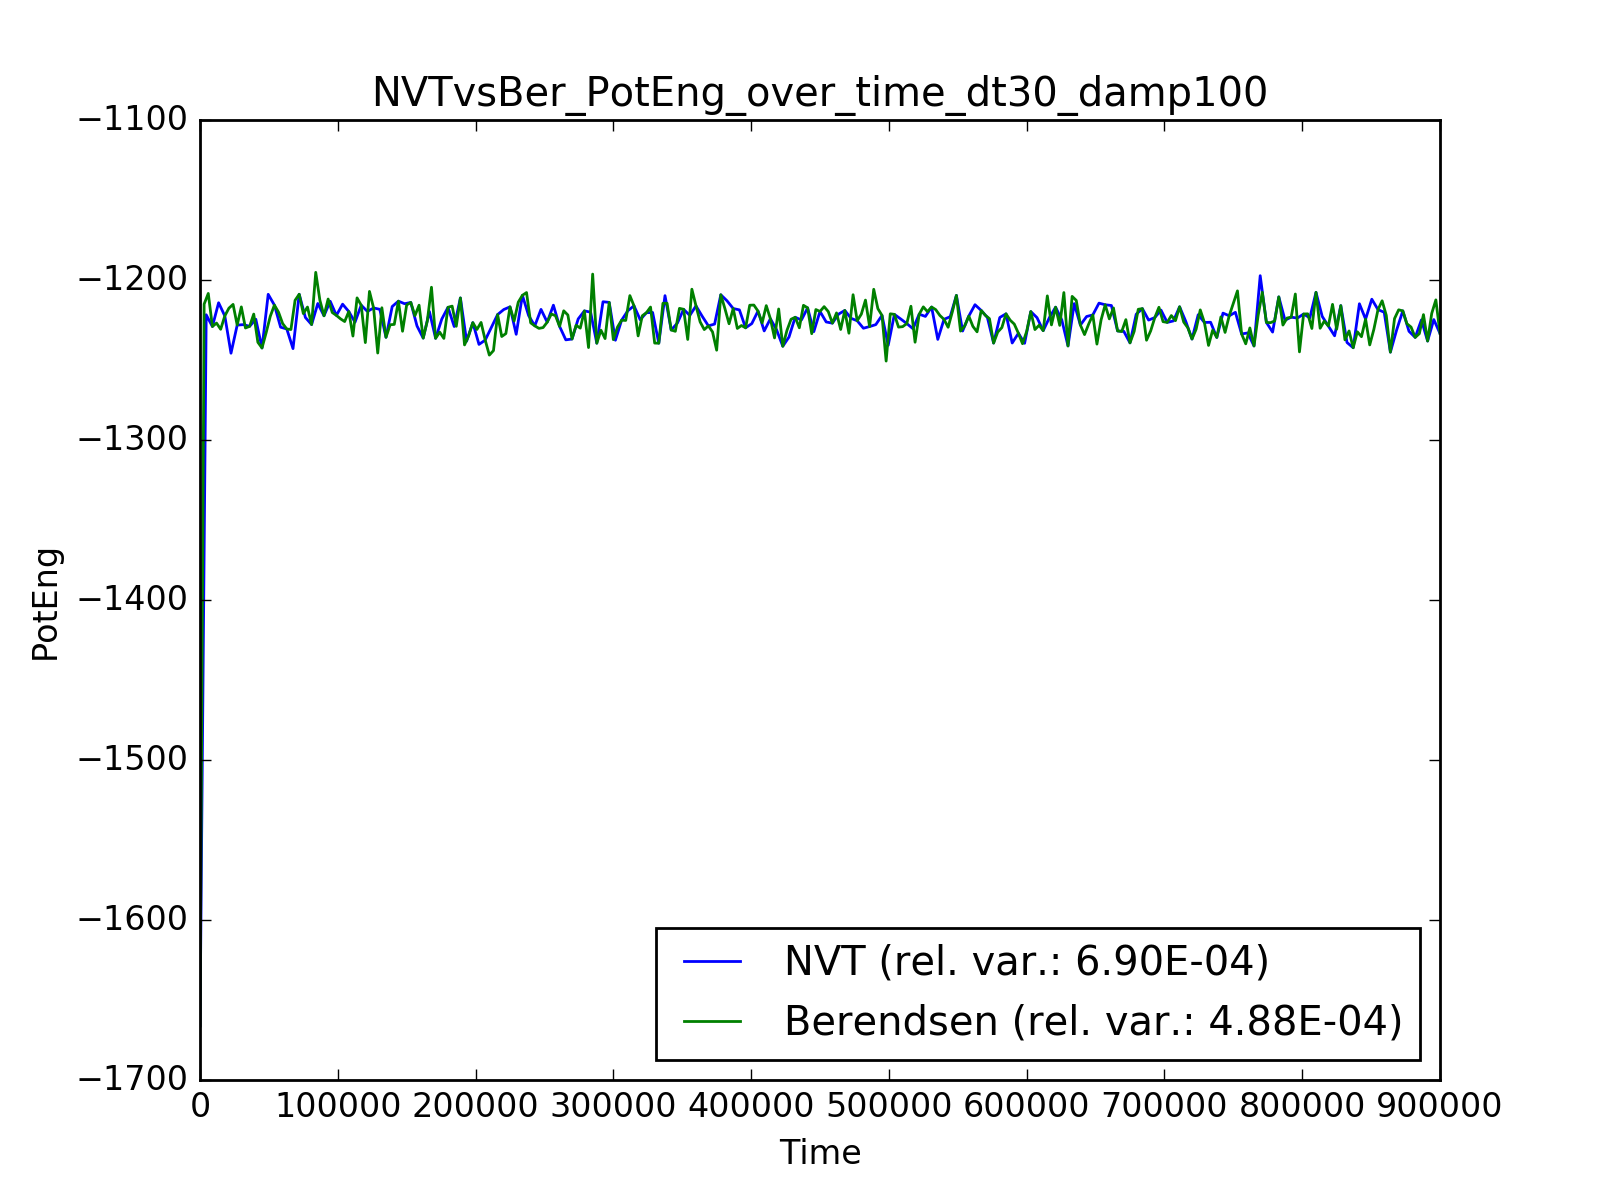 NVTvsBer_PotEng_over_time_dt30_damp100
−1100
−1200
−1300
−1400
−1500
−1600
−1700
PotEng
NVT (rel. var.: 6.90E-04)
Berendsen (rel. var.: 4.88E-04)
0 100000 200000 300000 400000 500000 600000 700000 800000 900000
Time